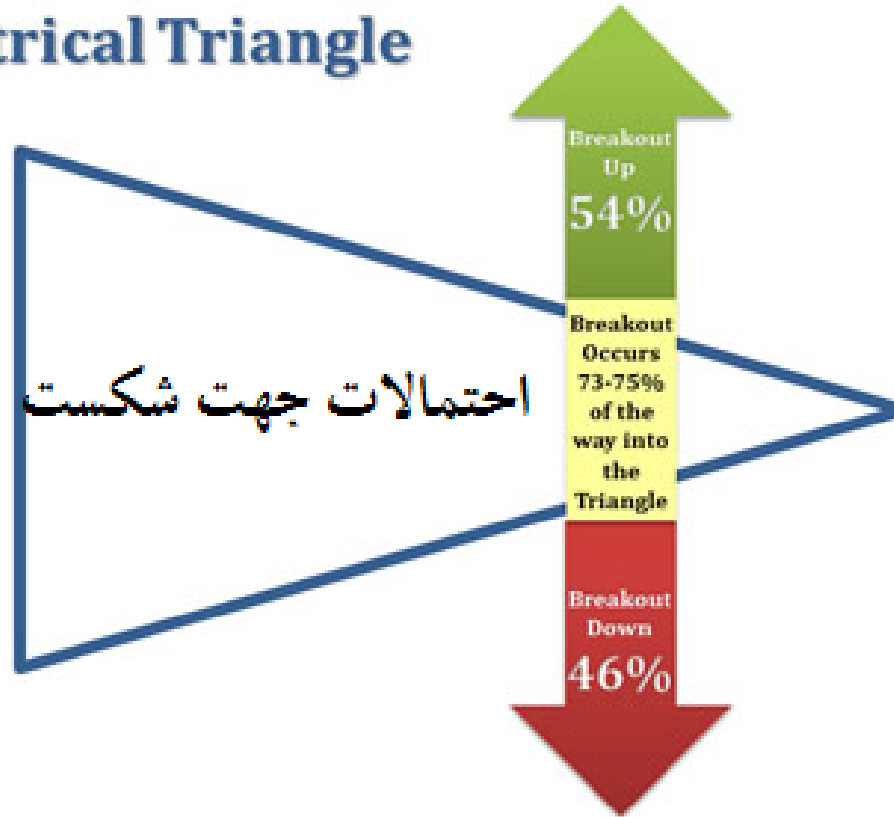 trical Triangle
Breakout
Up
54%
Breakout
Occurs
73-75%
of the
way into
the
Triangle
احتمالات جهت شکست
Breakout
Down
46%